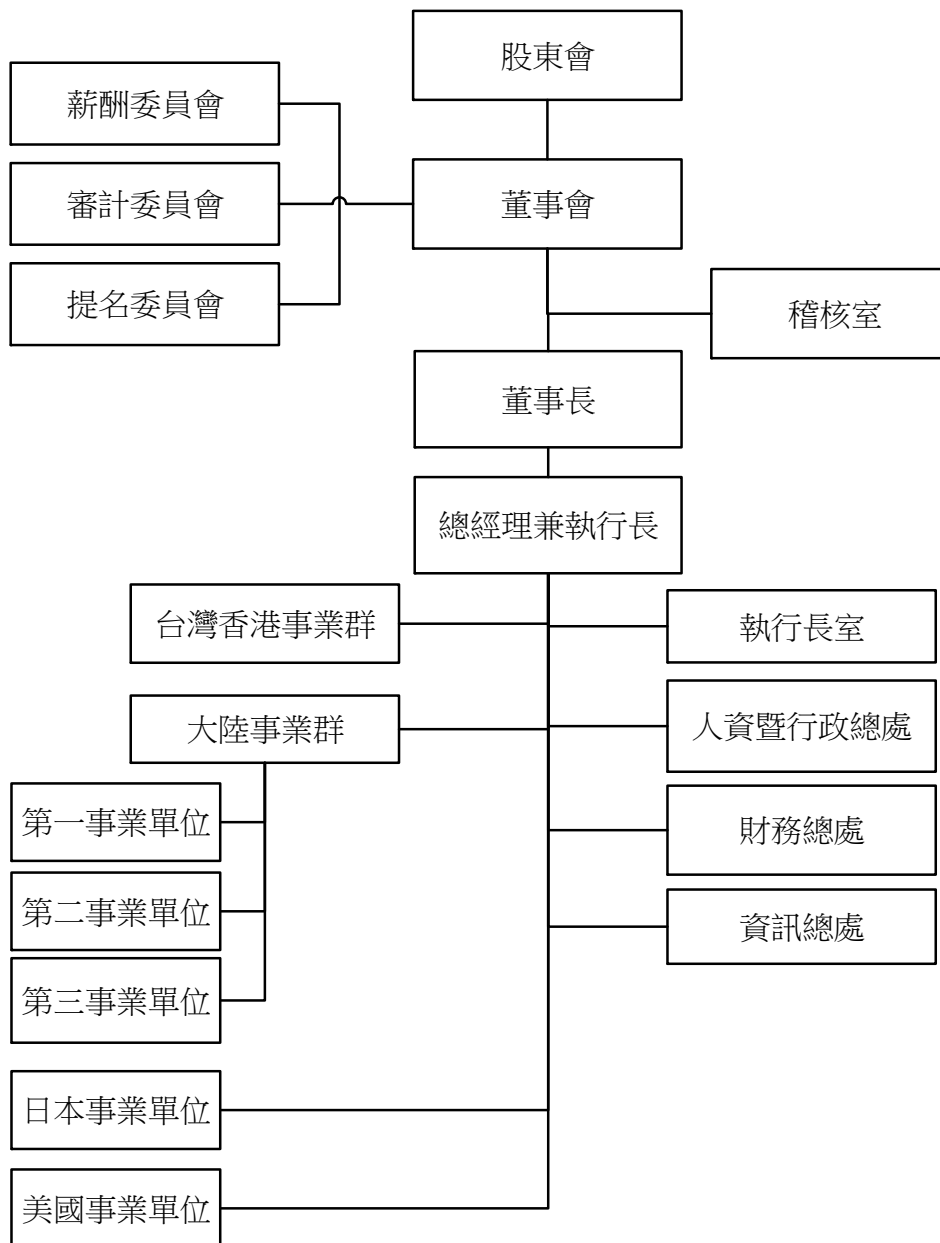 股東會
薪酬委員會
審計委員會
董事會
提名委員會
稽核室
董事長
總經理兼執行長
台灣香港事業群
執行長室
大陸事業群
人資暨行政總處
第一事業單位
財務總處
第二事業單位
資訊總處
第三事業單位
日本事業單位
美國事業單位